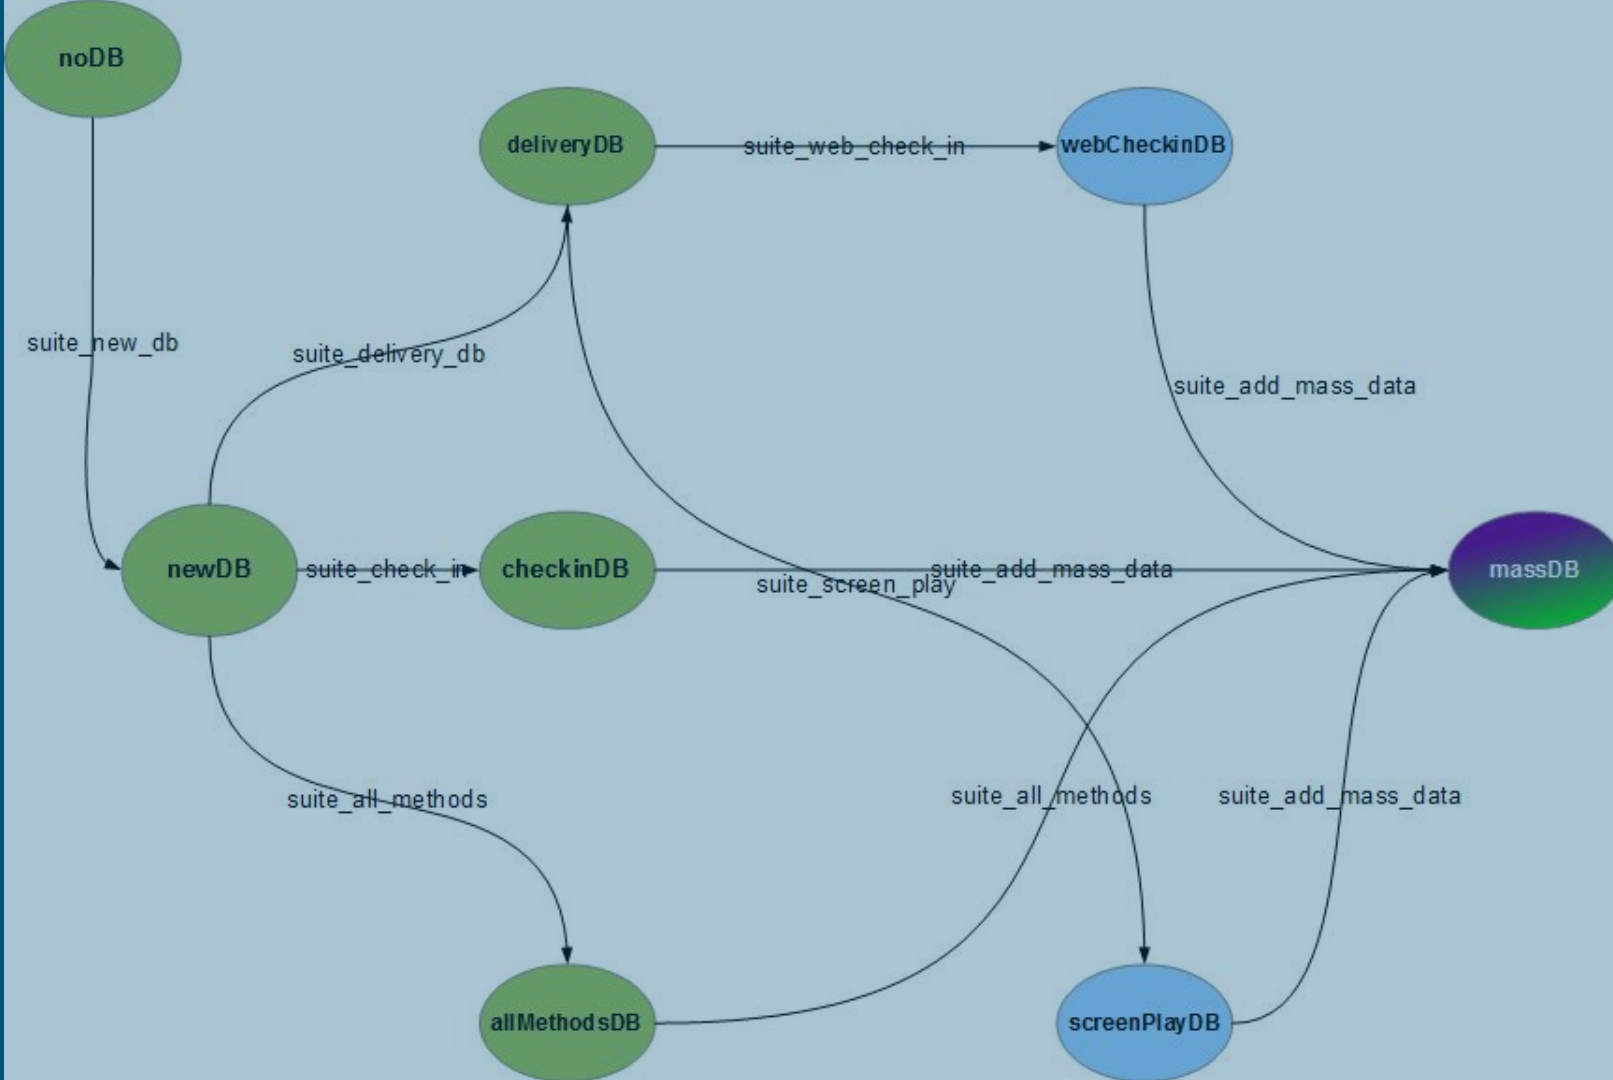 noDB
deliveryDB
suite_web_check_in
webCheckinDB
suite_new_db
suite_delivery_db
suite_add_mass_data
newDB
suite_check_in
checkinDB
suite_add_mass_data
massDB
suite_screen_play
suite_all_methods
suite_all_methods
suite_add_mass_data
allMethodsDB
screenPlayDB